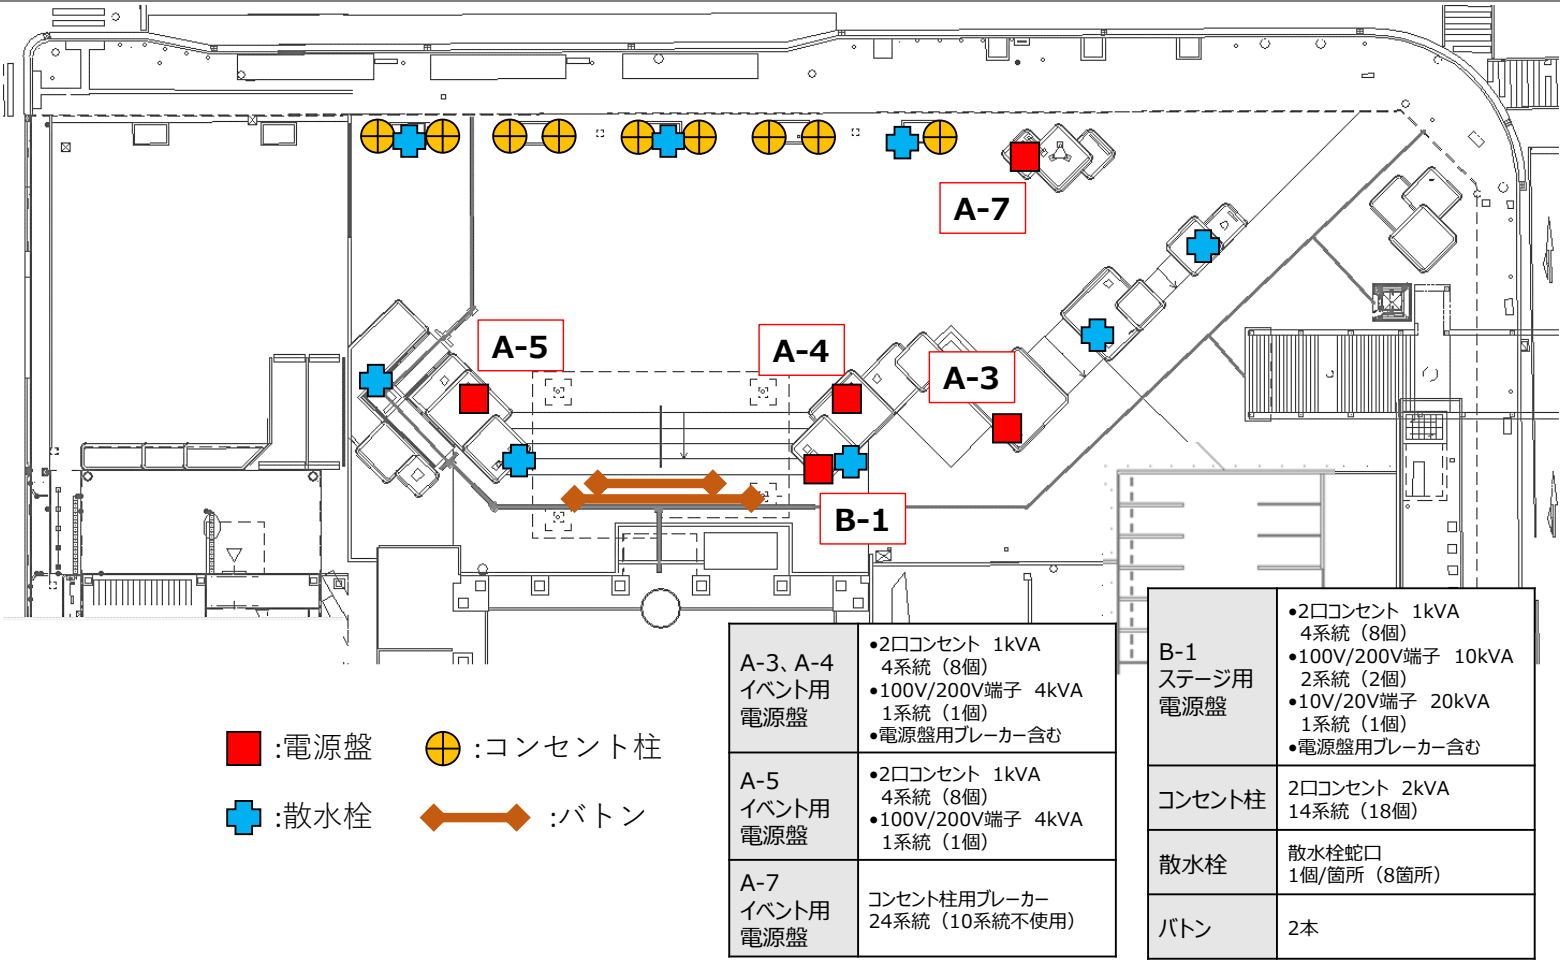 A-7
A-5
A-4
A-3
B-1
:電源盤
:コンセント柱
:散水栓
:バトン
A-3、A-4
イベント用
電源盤
•2口コンセント 1kVA
4系統（8個）
•100V/200V端子 4kVA
1系統（1個）
•電源盤用ブレーカー含む
A-5
イベント用
電源盤
•2口コンセント 1kVA
4系統（8個）
•100V/200V端子 4kVA
1系統（1個）
A-7
イベント用
電源盤
コンセント柱用ブレーカー
24系統（10系統不使用）
B-1
ステージ用
電源盤
•2口コンセント 1kVA
4系統（8個）
•100V/200V端子 10kVA
2系統（2個）
•10V/20V端子 20kVA
1系統（1個）
•電源盤用ブレーカー含む
コンセント柱
2口コンセント 2kVA
14系統（18個）
散水栓
散水栓蛇口
1個/箇所（8箇所）
バトン
2本